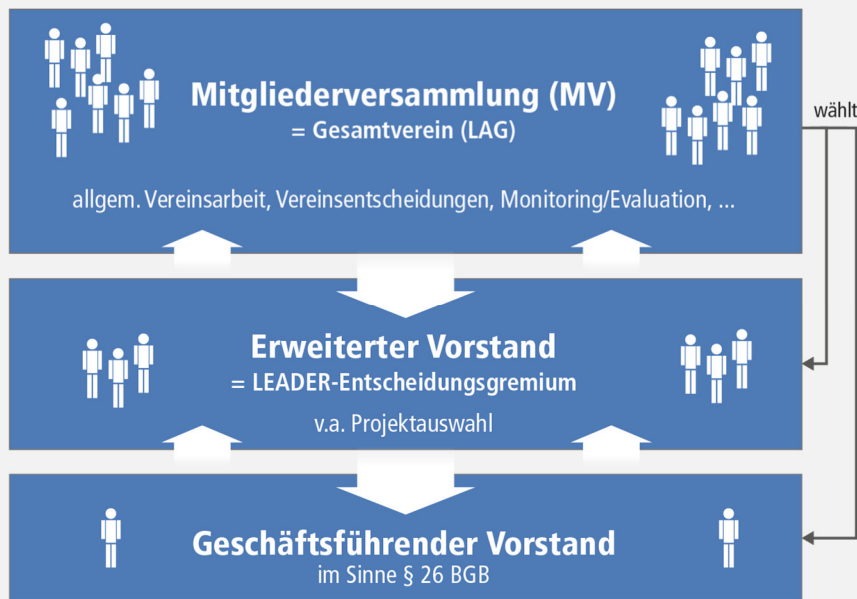 Mitgliederversammlung (MV)
= Gesamtverein (LAG)
wählt
allgem. Vereinsarbeit, Vereinsentscheidungen, Monitoring/Evaluation, ...
Erweiterter Vorstand
= LEADER-Entscheidungsgremium
v.a. Projektauswahl
Geschäftsführender Vorstand
im Sinne § 26 BGB